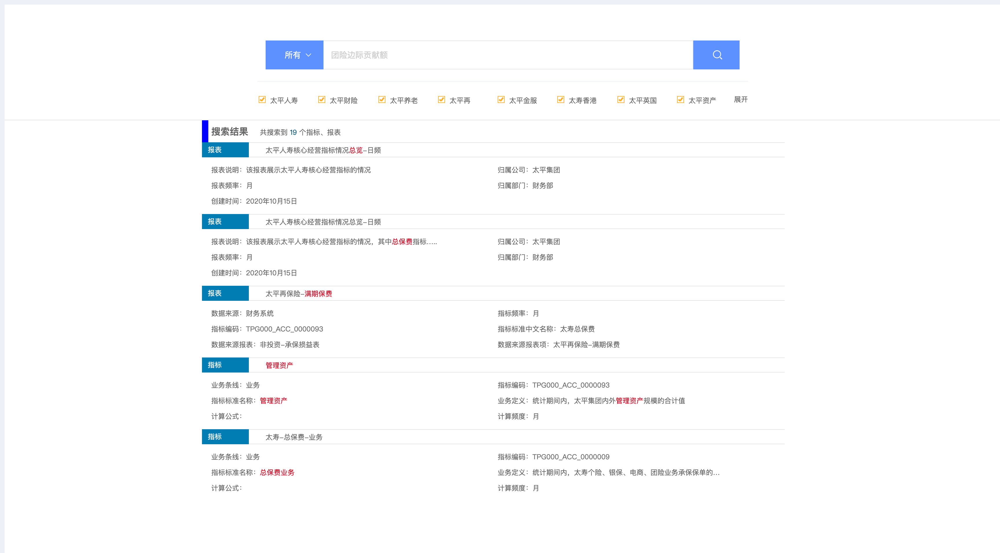 所有 团险边际贡献额
太平人寿 太平财险 太平养老 太平再 太平金服 太寿香港 太平英国 太平资产 展开
搜索结果 共搜索到 19 个指标、报表
报表 太平人寿核心经营指标情况总览-日频
报表说明：该报表展示太平人寿核心经营指标的情况 归属公司：太平集团
报表频率：月 归属部门：财务部
创建时间：2020年10月15日
报表 太平人寿核心经营指标情况总览-日频
报表说明：该报表展示太平人寿核心经营指标的情况，其中总保费指标..... 归属公司：太平集团
报表频率：月 归属部门：财务部
创建时间：2020年10月15日
报表 太平再保险-满期保费
数据来源：财务系统 指标频率：月
指标编码：TPG000_ACC_0000093 指标标准中文名称：太寿总保费
数据来源报表：非投资-承保损益表 数据来源报表项：太平再保险-满期保费
指标 管理资产
业务条线：业务 指标编码：TPG000_ACC_0000093
指标标准名称：管理资产 业务定义：统计期间内，太平集团内外管理资产规模的合计值
计算公式： 计算频度：月
指标 太寿-总保费-业务
业务条线：业务 指标编码：TPG000_ACC_0000009
指标标准名称：总保费业务 业务定义：统计期间内，太寿个险、银保、电商、团险业务承保保单的...
计算公式： 计算频度：月